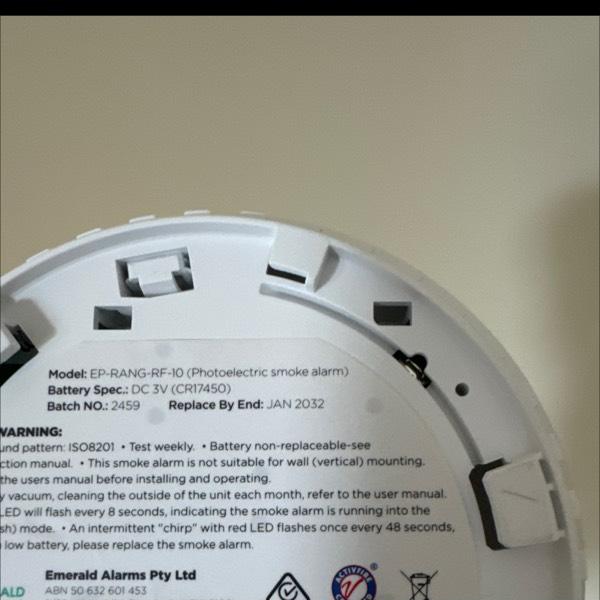 Model: EP-RANG-RF-10 (Photoelectric smoke alarm)
Battery Spec.: DC 3V (CR17450)
Batch NO.: 2459 Replace By End: JAN 2032
WARNING:
und pattern: ISO8201 • Test weekly. • Battery non-replaceable-see
ction manual. • This smoke alarm is not suitable for wall (vertical) mounting.
the users manual before installing and operating.
y vacuum, cleaning the outside of the unit each month, refer to the user manual.
LED will flash every 8 seconds, indicating the smoke alarm is running into the
sh) mode. • An intermittent "chirp" with red LED flashes once every 48 seconds,
low battery, please replace the smoke alarm.
Emerald Alarms Pty Ltd
ALD ABN 50 632 601 453
ACTIVFIRE